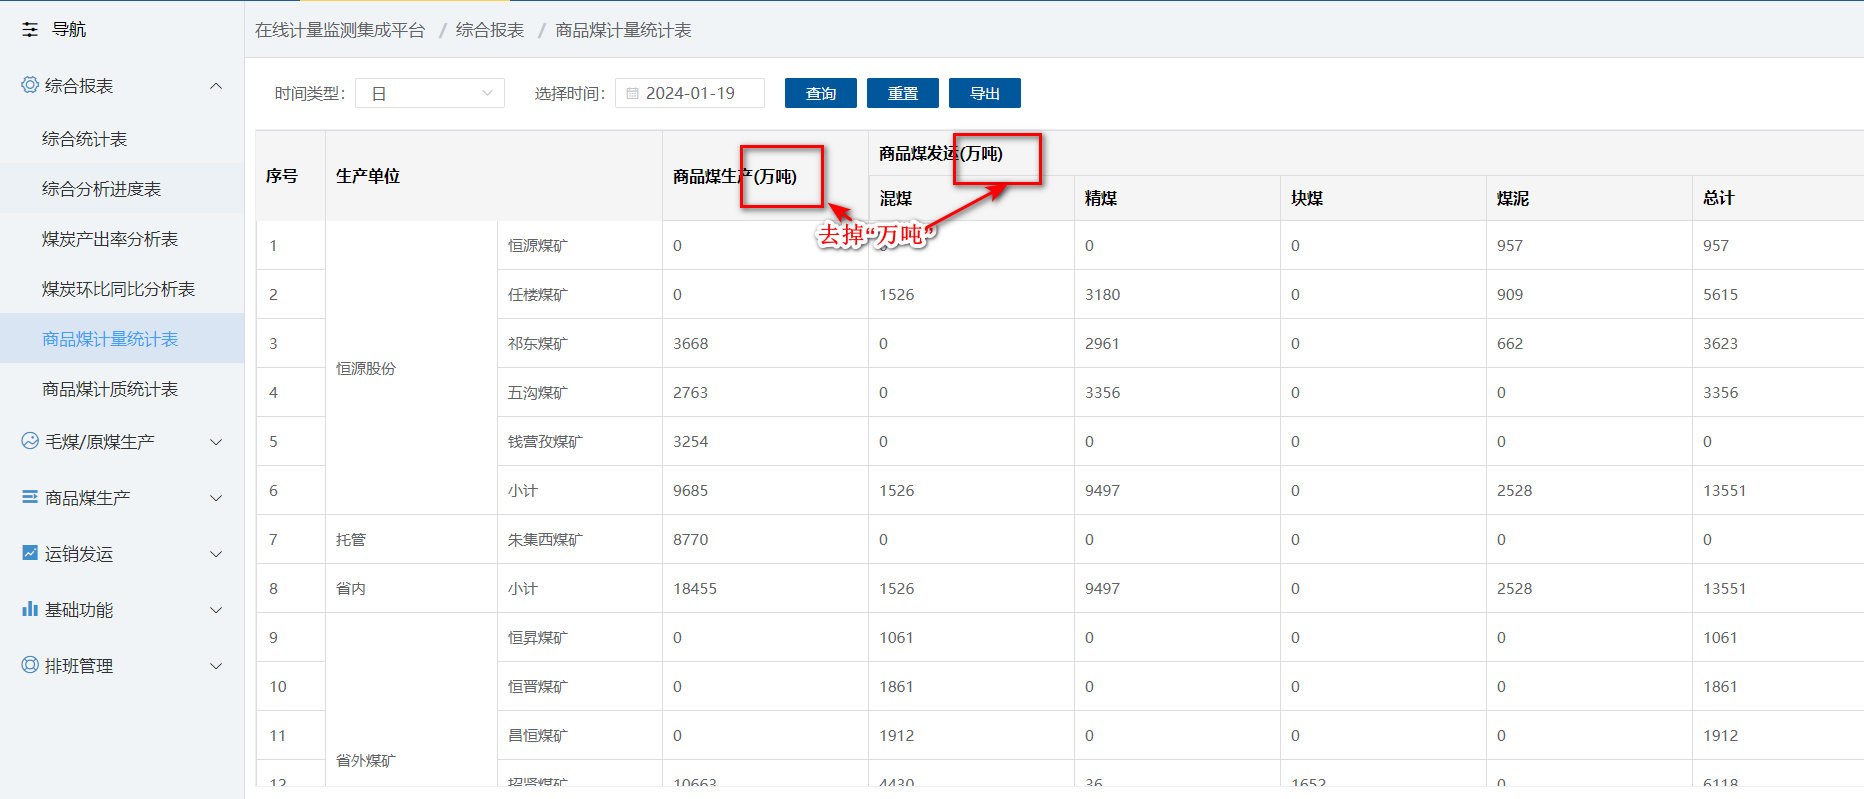 导航
在线计量监测集成平台 / 综合报表 / 商品煤计量统计表
综合报表
综合统计表
综合分析进度表
煤炭产出率分析表
煤炭环比同比分析表
商品煤计量统计表
商品煤计质统计表
毛煤/原煤生产
商品煤生产
运销发运
基础功能
排班管理
时间类型: 日 选择时间: 2024-01-19 查询 重置 导出
序号 生产单位 商品煤生产(万吨) 商品煤发运(万吨)
混煤 精煤 块煤 煤泥 总计
去掉“万吨”
1 恒源煤矿 0 0 0 957 957
2 任楼煤矿 0 1526 3180 0 909 5615
3 祁东煤矿 3668 0 2961 0 662 3623
恒源股份
4 五沟煤矿 2763 0 3356 0 0 3356
5 钱营孜煤矿 3254 0 0 0 0 0
6 小计 9685 1526 9497 0 2528 13551
7 托管 朱集西煤矿 8770 0 0 0 0 0
8 省内 小计 18455 1526 9497 0 2528 13551
9 恒昇煤矿 0 1061 0 0 0 1061
10 恒晋煤矿 0 1861 0 0 0 1861
11 昌恒煤矿 0 1912 0 0 0 1912
省外煤矿
12 招贤煤矿 10663 4430 36 1652 0 6118